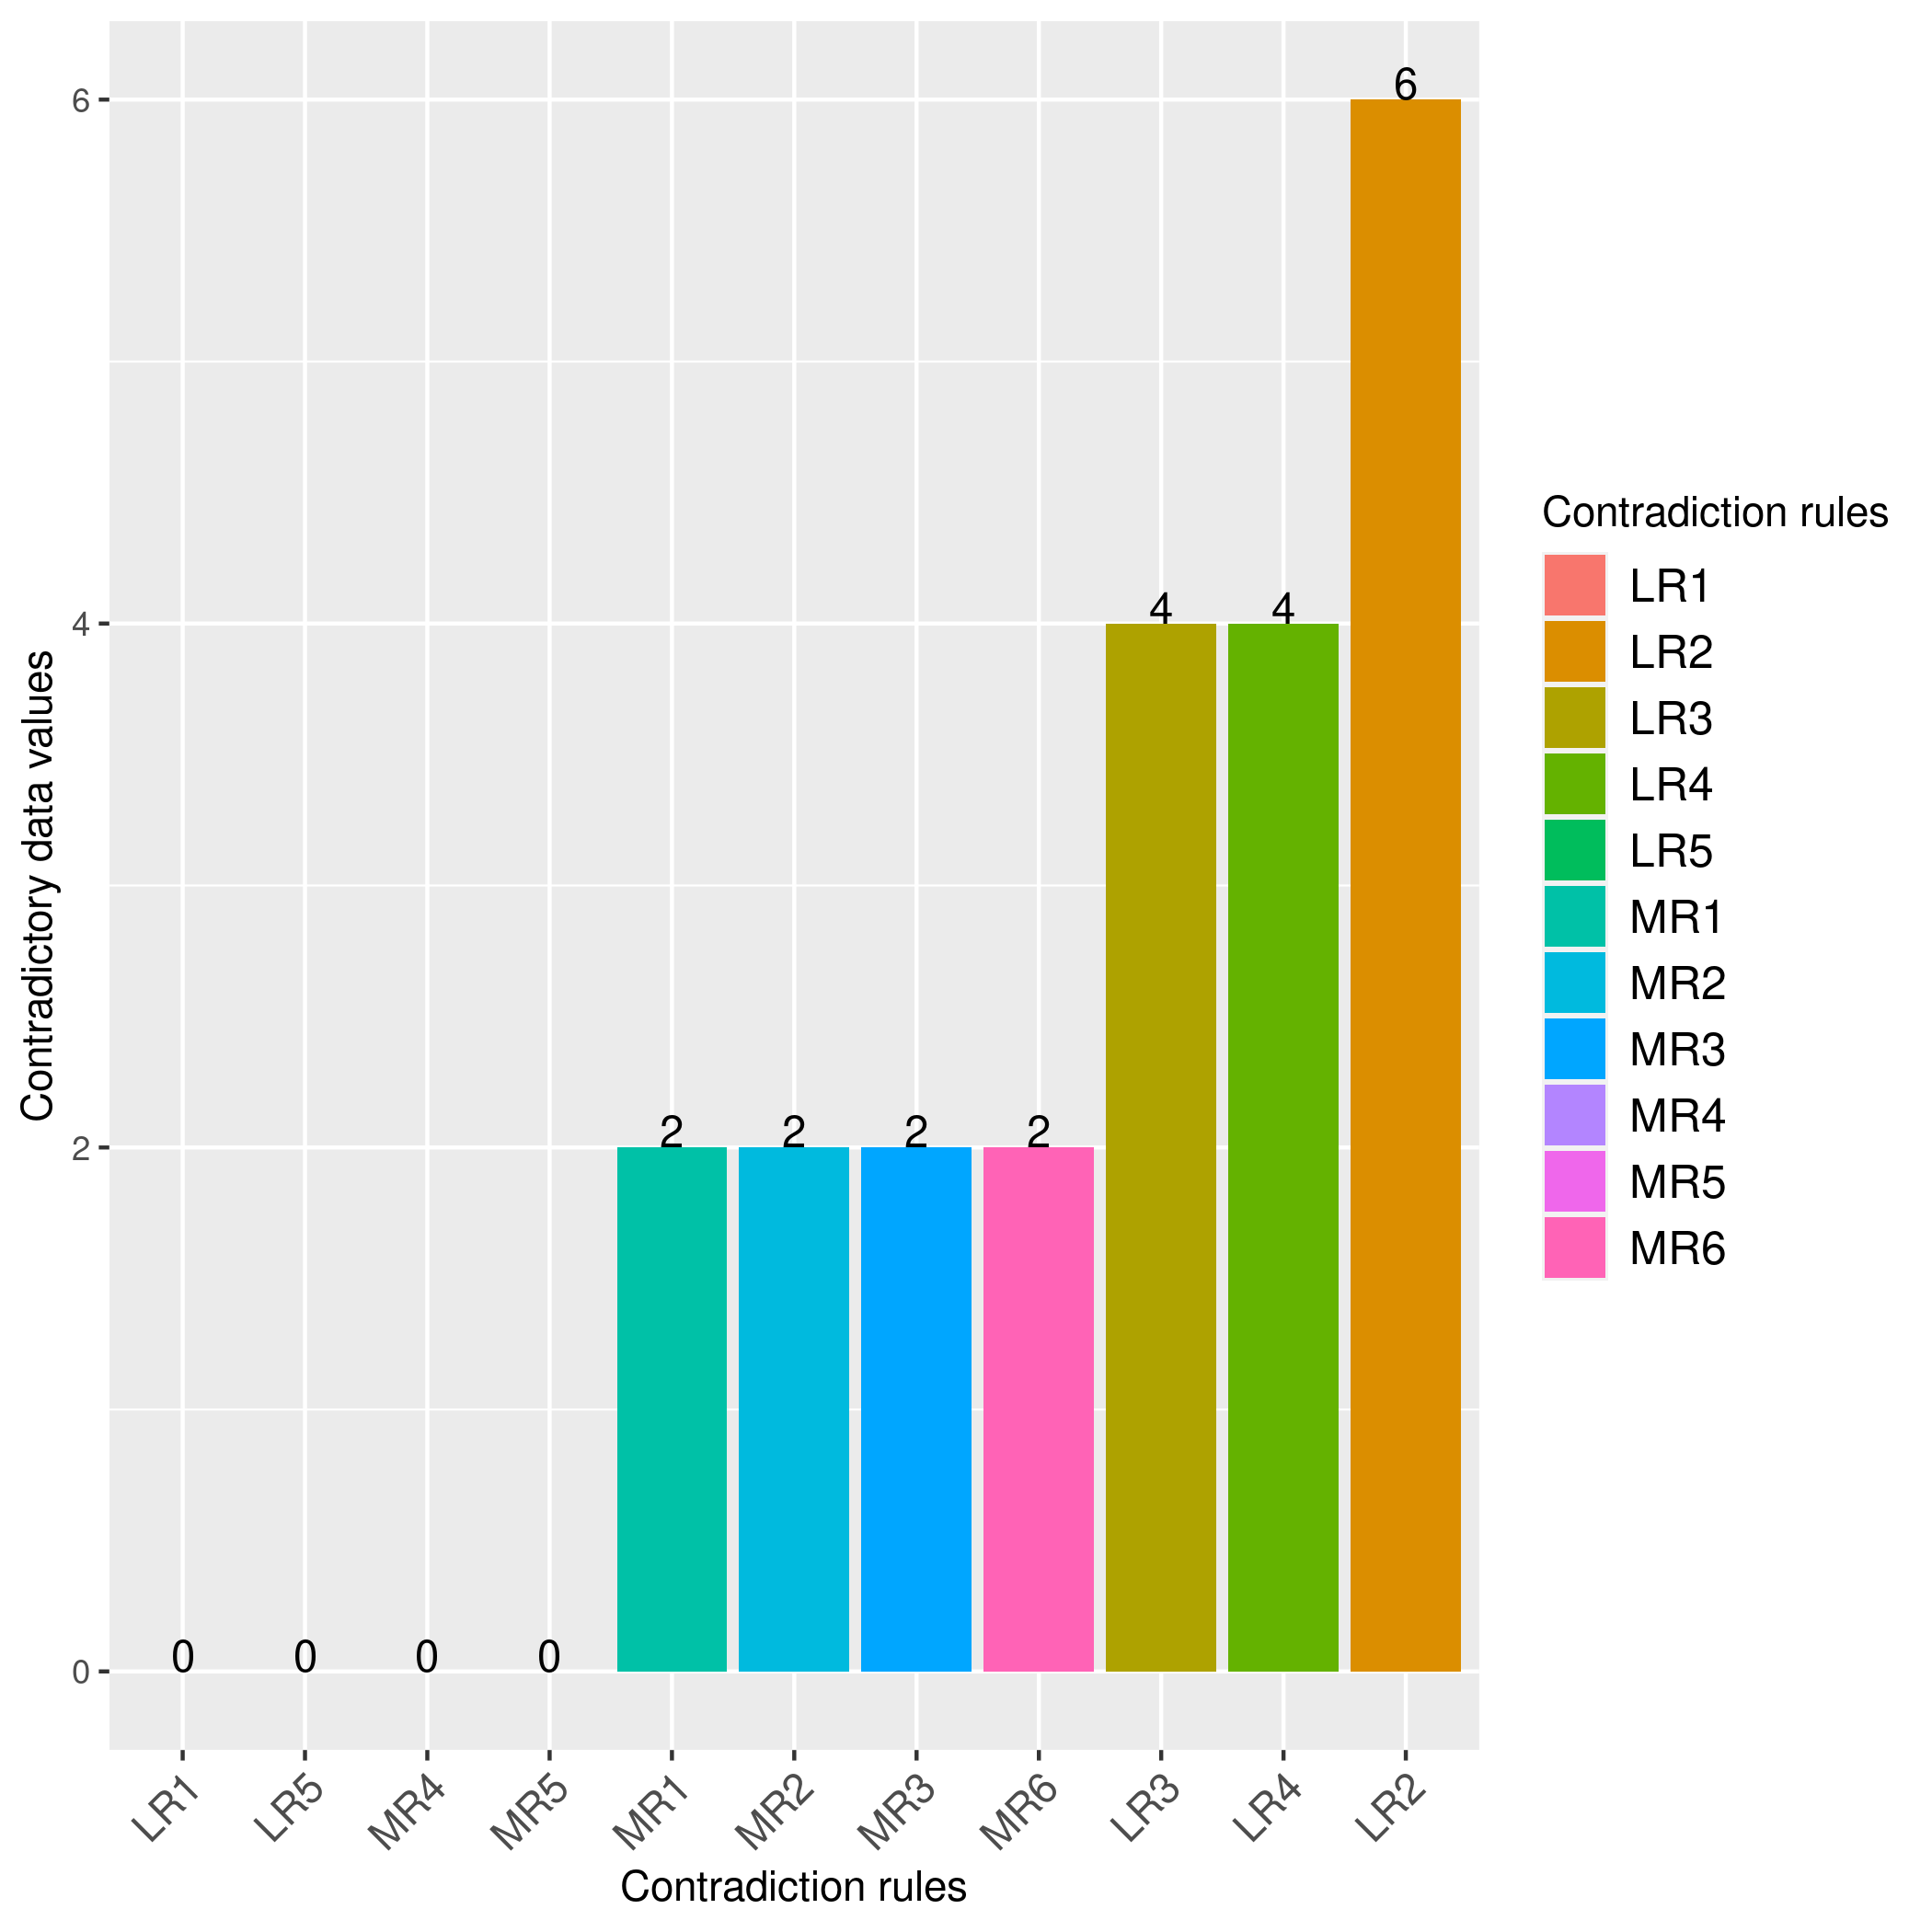 Contradictory data values
6
4
2
0
0
0
0
0
2
2
2
2
4
4
6
LR1
LR5
MR4
MR5
MR1
MR2
MR3
MR6
LR3
LR4
LR2
Contradiction rules
Contradiction rules
LR1
LR2
LR3
LR4
LR5
MR1
MR2
MR3
MR4
MR5
MR6